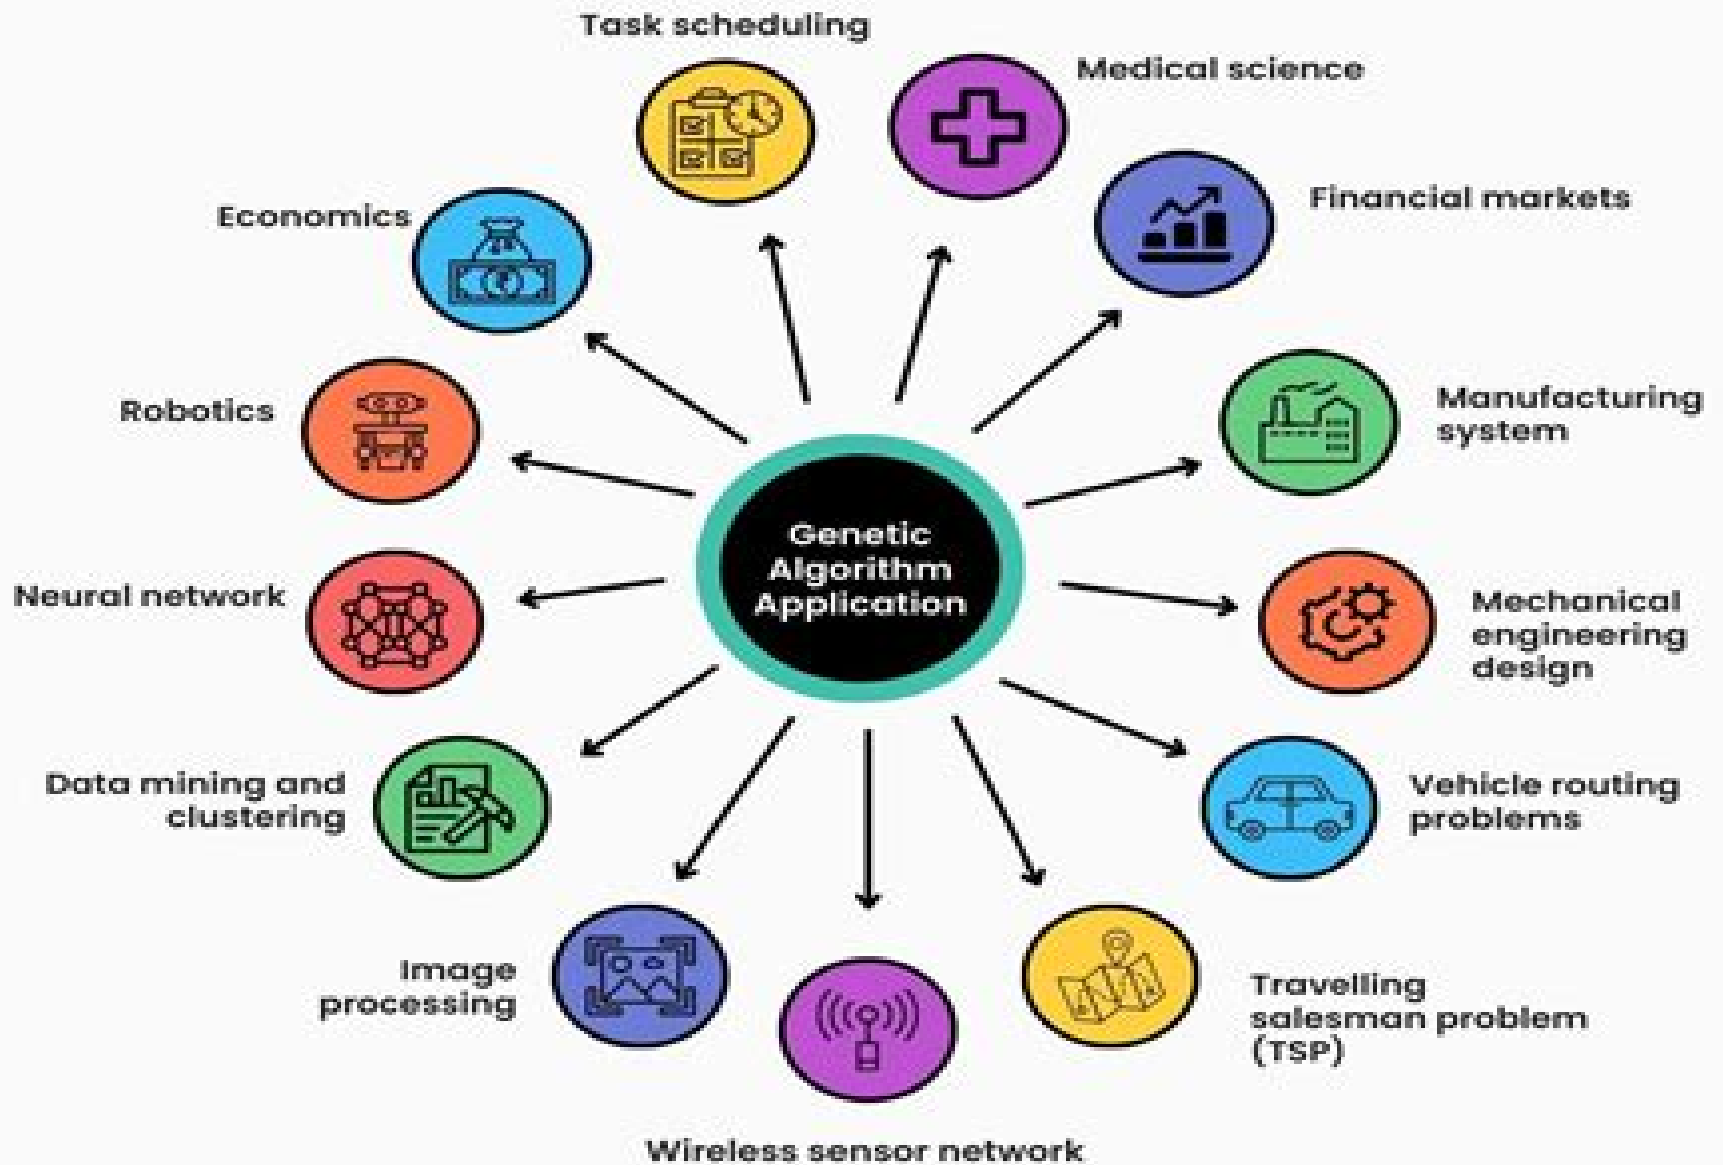 Task scheduling
Medical science
Financial markets
Economics
Manufacturing
system
Robotics
Genetic
Algorithm
Application
Neural network
Mechanical
engineering
design
Data mining and
clustering
Vehicle routing
problems
Image
processing
Travelling
salesman problem
(TSP)
Wireless sensor network